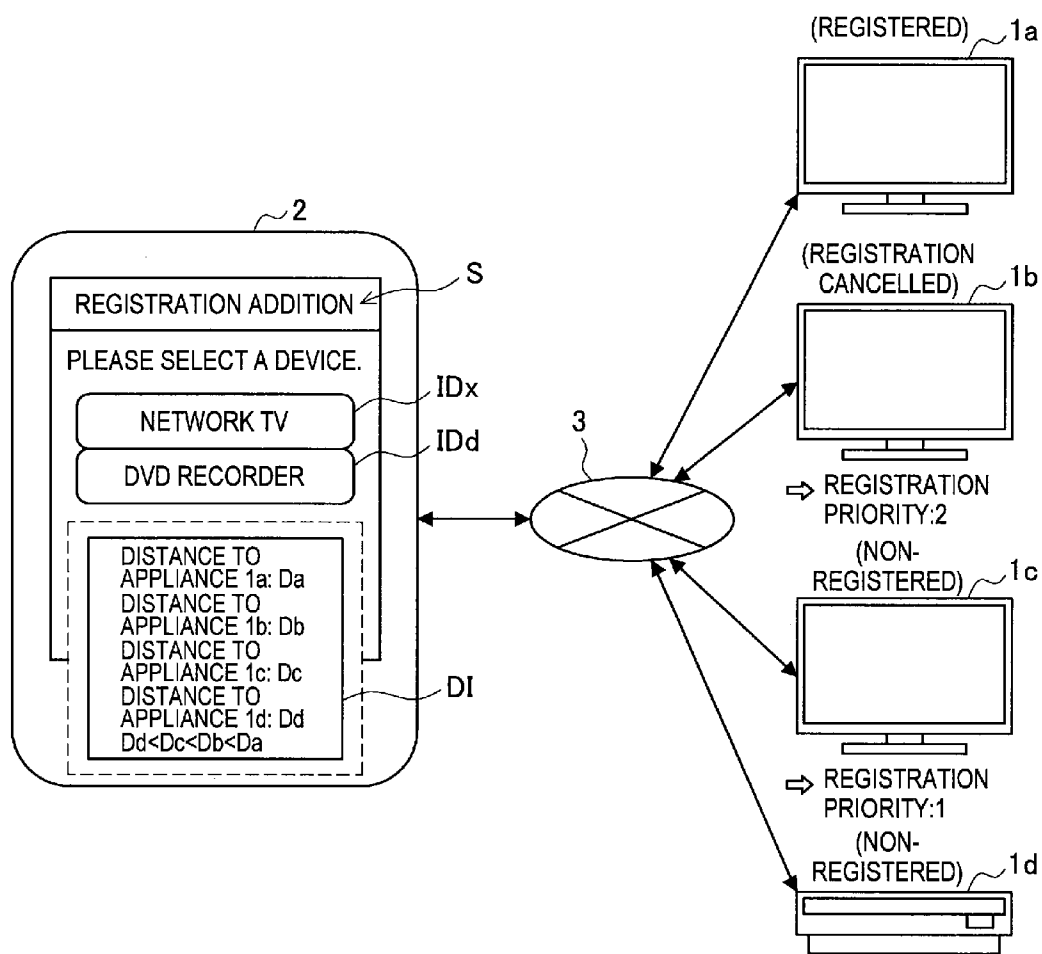 2
REGISTRATION ADDITION
S
PLEASE SELECT A DEVICE.
IDx
NETWORK TV
IDd
DVD RECORDER
DISTANCE TO
APPLIANCE 1a: Da
DISTANCE TO
APPLIANCE 1b: Db
DISTANCE TO
APPLIANCE 1c: Dc
DISTANCE TO
APPLIANCE 1d: Dd
Dd<Dc<Db<Da
DI
3
(REGISTERED)
1a
(REGISTRATION
CANCELLED)
1b
⇨ REGISTRATION
PRIORITY:2
(NON-
REGISTERED)
1c
⇨ REGISTRATION
PRIORITY:1
(NON-
REGISTERED)
1d